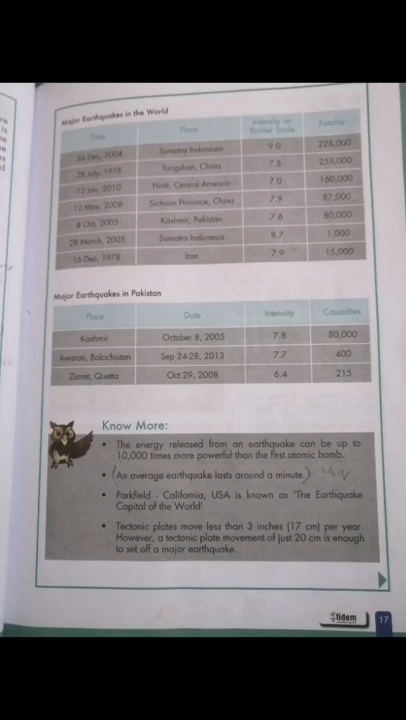 re
is
se
Major Earthquakes in the World
Date Place Intensity on Richter Scale Fatality
26 Dec, 2004 Sumatra Indonesia 9.0 228,000
28 July, 1976 Tangshan, China 7.5 255,000
12 Jan, 2010 Haiti, Central America 7.0 160,000
12 May, 2008 Sichuan Province, China 7.9 87,000
8 Oct, 2005 Kashmir, Pakistan 7.6 80,000
28 March, 2005 Sumatra Indonesia 8.7 1,000
16 Dec, 1978 Iran 7.9 15,000
Major Earthquakes in Pakistan
Place Date Intensity Casualties
Kashmir October 8, 2005 7.8 80,000
Awaran, Balochistan Sep 24-28, 2013 7.7 400
Ziarat, Quetta Oct 29, 2008 6.4 215
Know More:
• The energy released from an earthquake can be up to
10,000 times more powerful than the first atomic bomb.
• (An average earthquake lasts around a minute.)
• Parkfield - California, USA is known as 'The Earthquake
Capital of the World'
• Tectonic plates move less than 3 inches (17 cm) per year.
However, a tectonic plate movement of just 20 cm is enough
to set off a major earthquake.
fidem
17